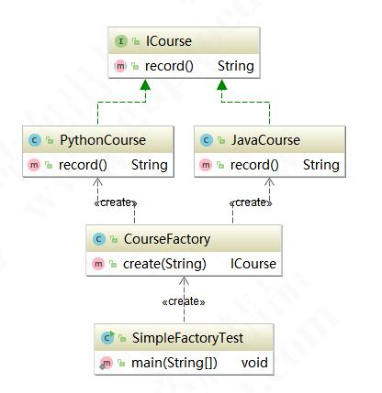 ICourse
record() String
PythonCourse
record() String
JavaCourse
record() String
«create»
«create»
CourseFactory
create(String) ICourse
«create»
SimpleFactoryTest
main(String[]) void